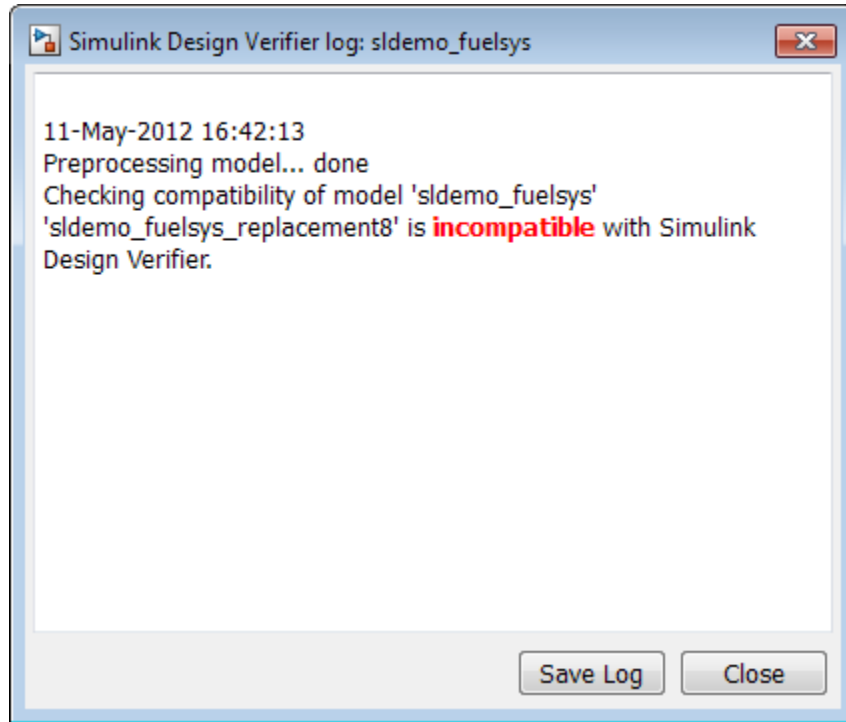 Simulink Design Verifier log: sldemo_fuelsys
11-May-2012 16:42:13
Preprocessing model... done
Checking compatibility of model 'sldemo_fuelsys'
'sldemo_fuelsys_replacement8' is incompatible with Simulink
Design Verifier.
Save Log Close